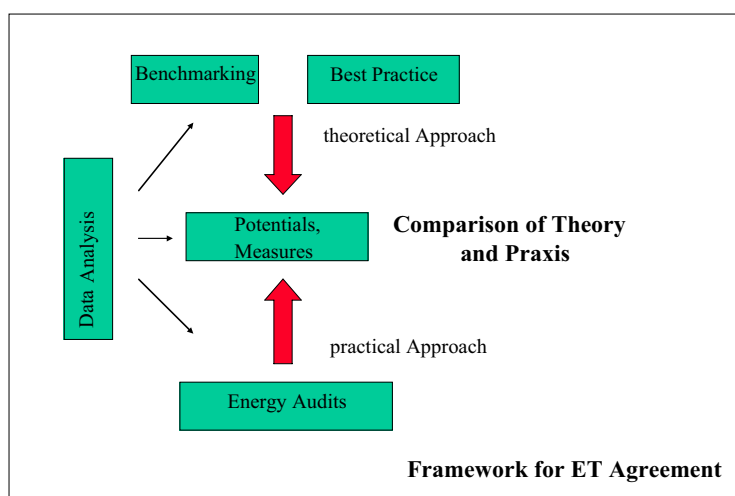 Benchmarking
Best Practice
theoretical Approach
Data Analysis
Potentials,
Measures
Comparison of Theory
and Praxis
practical Approach
Energy Audits
Framework for ET Agreement